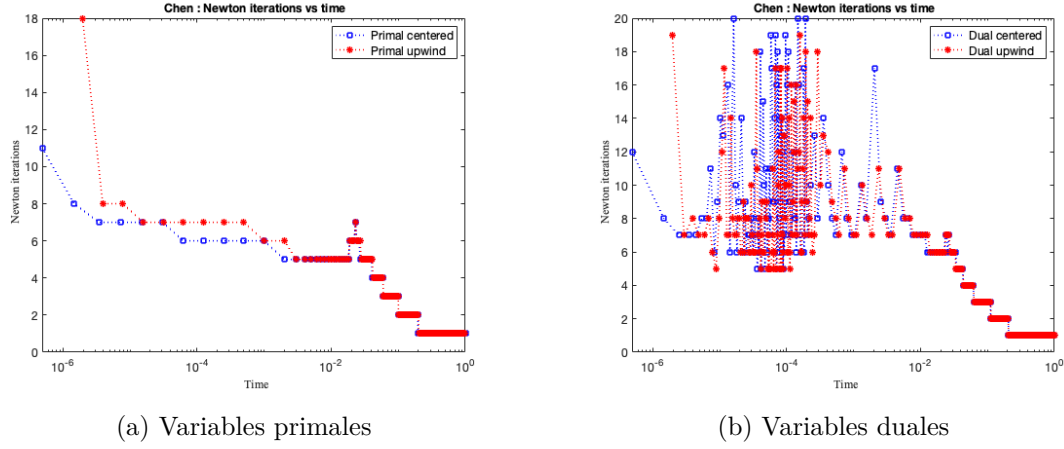 Chen : Newton iterations vs time
Primal centered
Primal upwind
Newton iterations
18
16
14
12
10
8
6
4
2
0
10^-6
10^-4
10^-2
10^0
Time
(a) Variables primales
Chen : Newton iterations vs time
Dual centered
Dual upwind
Newton iterations
20
18
16
14
12
10
8
6
4
2
0
10^-6
10^-4
10^-2
10^0
Time
(b) Variables duales